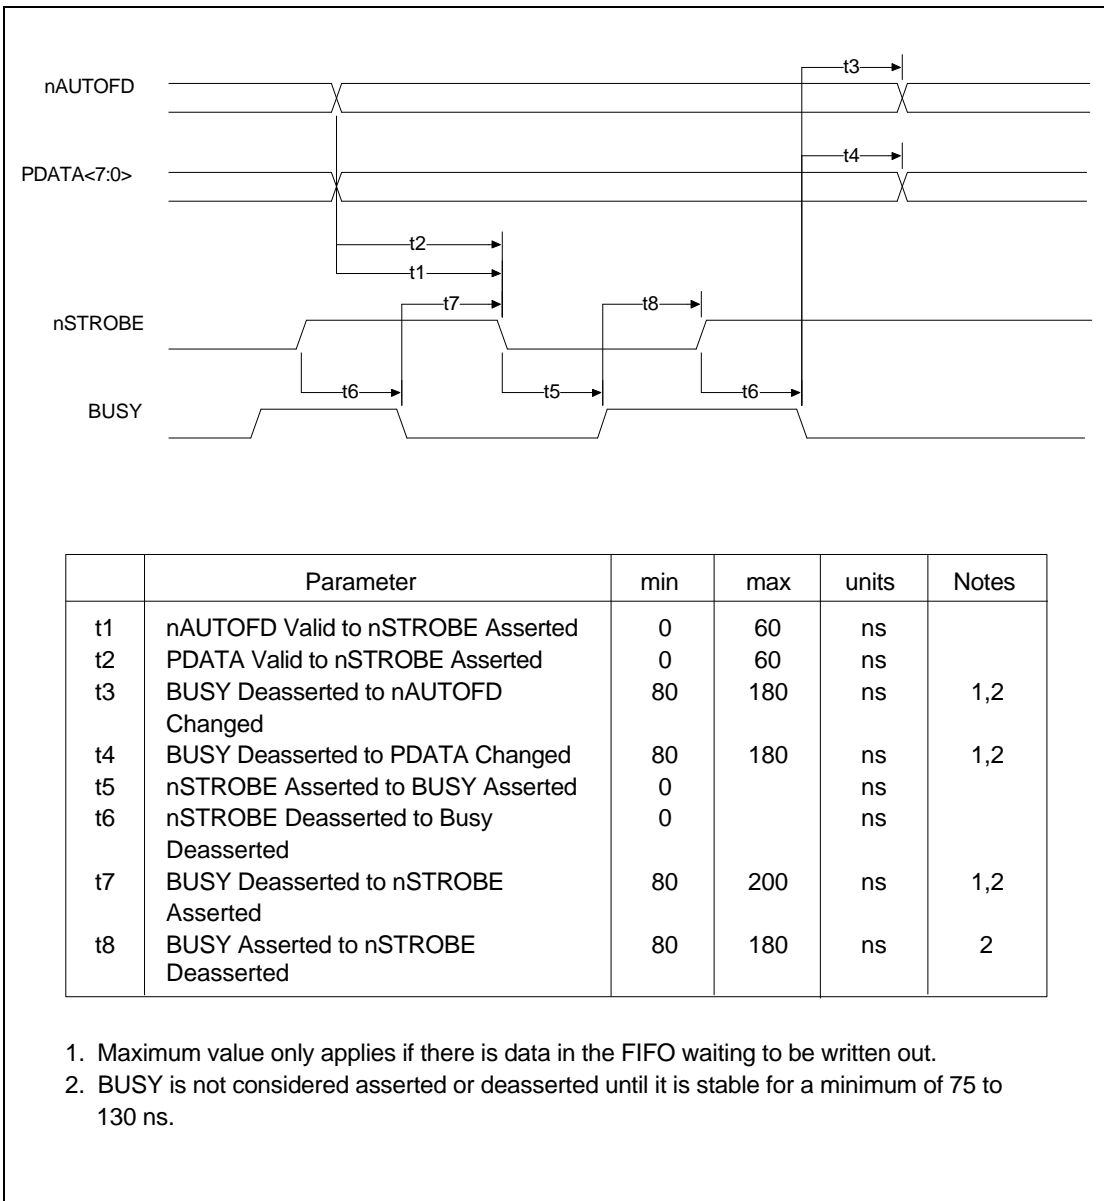 nAUTOFD
t3
PDATA<7:0>
t4
t2
t1
t7
t8
nSTROBE
t6
t5
t6
BUSY
Parameter min max units Notes
t1 nAUTOFD Valid to nSTROBE Asserted 0 60 ns
t2 PDATA Valid to nSTROBE Asserted 0 60 ns
t3 BUSY Deasserted to nAUTOFD 80 180 ns 1,2
Changed
t4 BUSY Deasserted to PDATA Changed 80 180 ns 1,2
t5 nSTROBE Asserted to BUSY Asserted 0 ns
t6 nSTROBE Deasserted to Busy 0 ns
Deasserted
t7 BUSY Deasserted to nSTROBE 80 200 ns 1,2
Asserted
t8 BUSY Asserted to nSTROBE 80 180 ns 2
Deasserted
1. Maximum value only applies if there is data in the FIFO waiting to be written out.
2. BUSY is not considered asserted or deasserted until it is stable for a minimum of 75 to
130 ns.